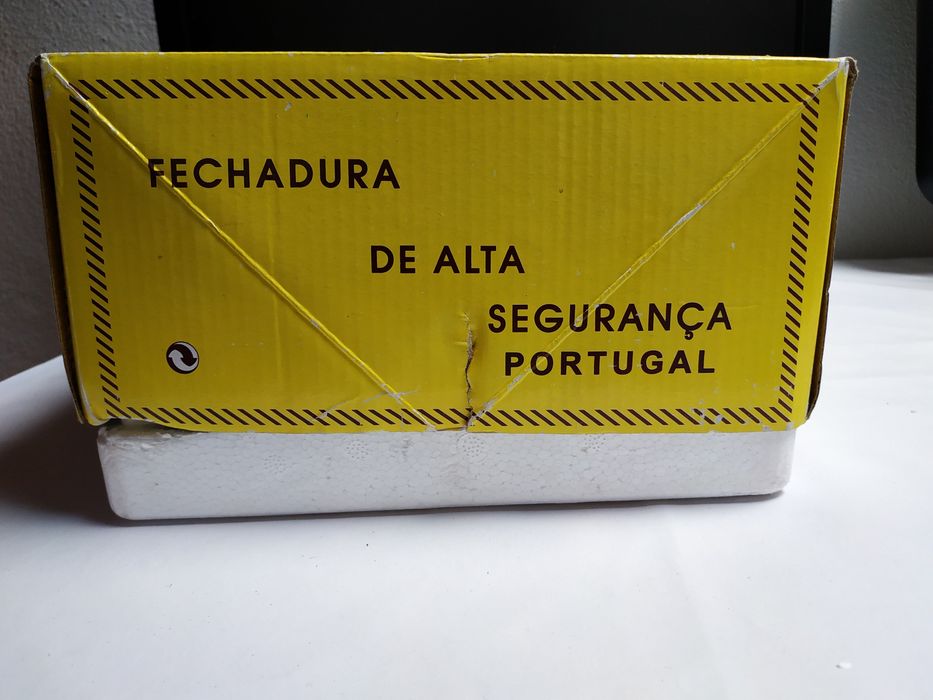 FECHADURA
DE ALTA
SEGURANÇA
PORTUGAL